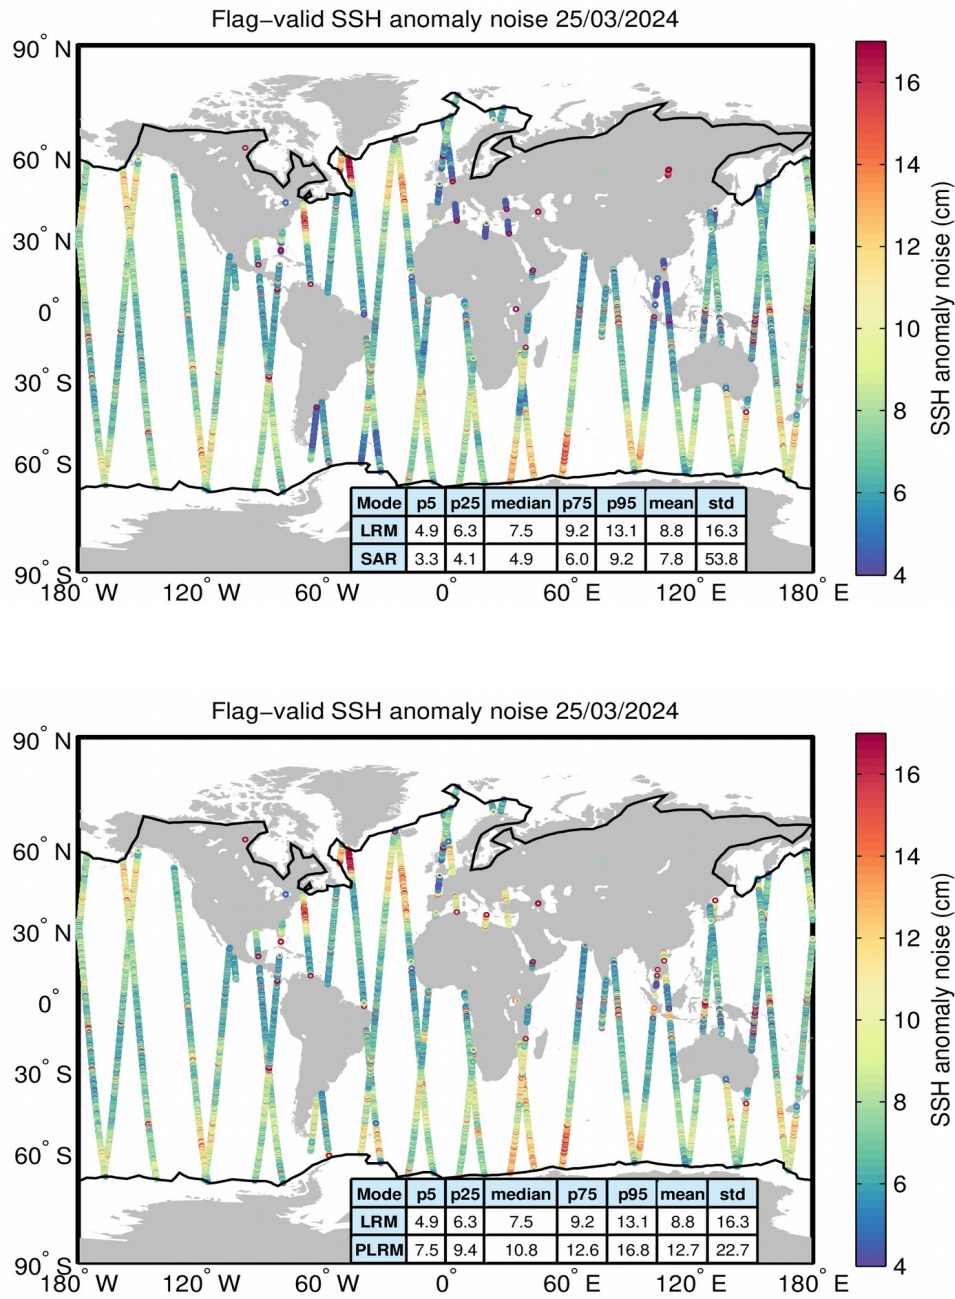 Flag−valid SSH anomaly noise 25/03/2024
90° N
60° N
30° N
0°
30° S
60° S
90° S
180° W 120° W 60° W 0° 60° E 120° E 180° E
16
14
12
10
8
6
4
SSH anomaly noise (cm)
Mode p5 p25 median p75 p95 mean std
LRM 4.9 6.3 7.5 9.2 13.1 8.8 16.3
SAR 3.3 4.1 4.9 6.0 9.2 7.8 53.8
Flag−valid SSH anomaly noise 25/03/2024
90° N
60° N
30° N
0°
30° S
60° S
90° S
180° W 120° W 60° W 0° 60° E 120° E 180° E
16
14
12
10
8
6
4
SSH anomaly noise (cm)
Mode p5 p25 median p75 p95 mean std
LRM 4.9 6.3 7.5 9.2 13.1 8.8 16.3
PLRM 7.5 9.4 10.8 12.6 16.8 12.7 22.7